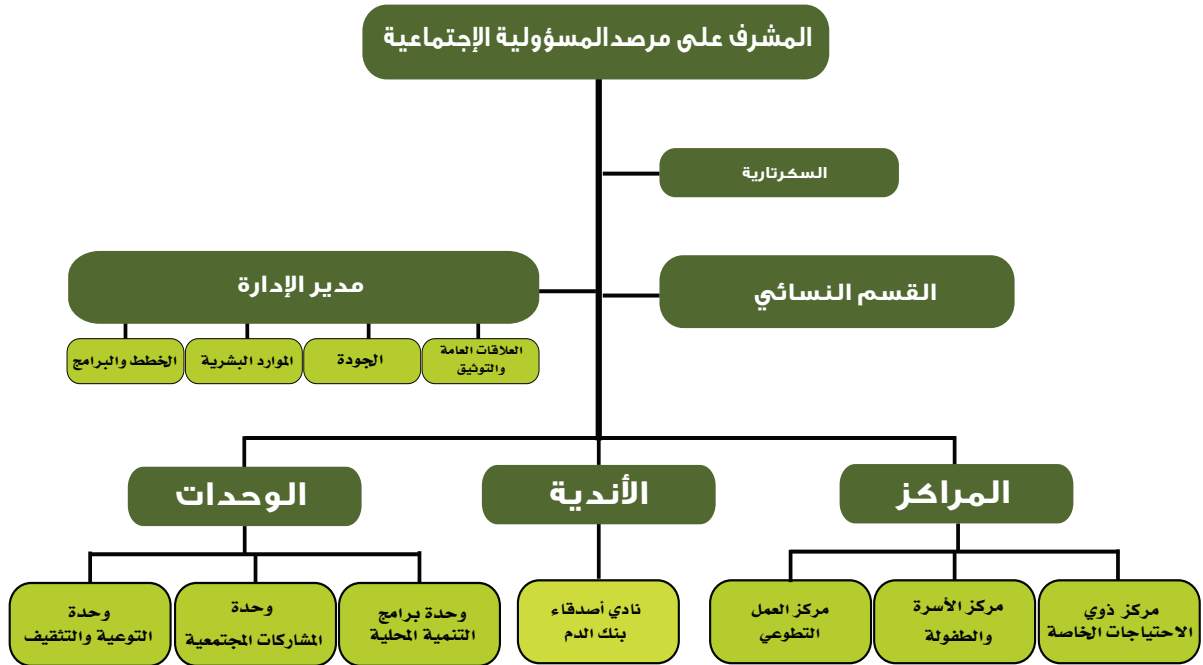 المشرف على مرصد المسؤولية الإجتماعية
السكرتارية
القسم النسائي
مدير الإدارة
العلاقات العامة
والتوثيق
الجودة
الموارد البشرية
الخطط والبرامج
المراكز
الأندية
الوحدات
مركز ذوي
الاحتياجات الخاصة
مركز الأسرة
والطفولة
مركز العمل
التطوعي
نادي أصدقاء
بنك الدم
وحدة برامج
التنمية المحلية
وحدة
المشاركات المجتمعية
وحدة
التوعية والتثقيف